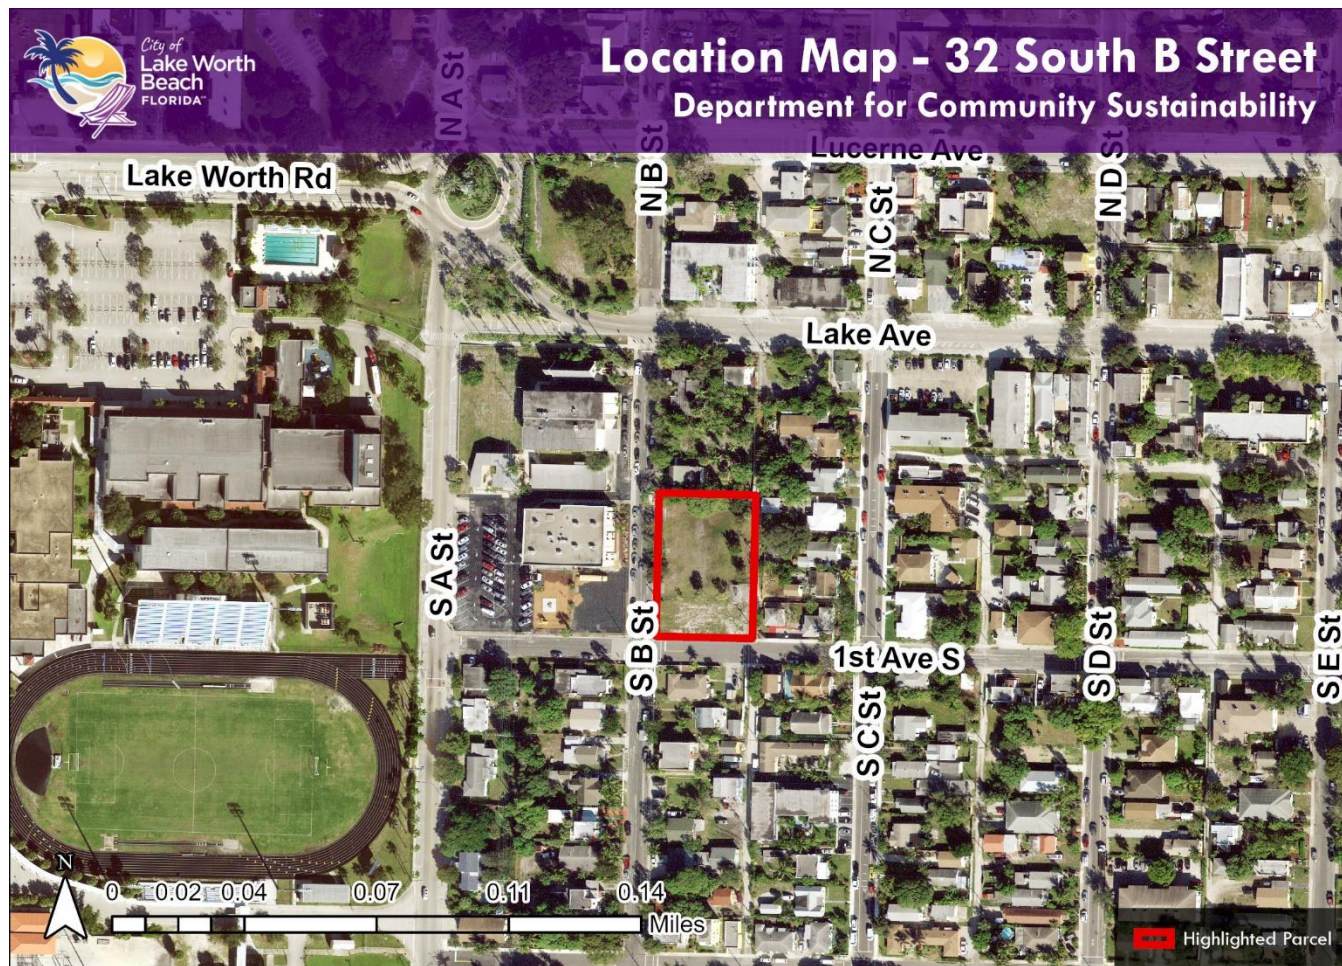 City of
Lake Worth
Beach
FLORIDA™
Location Map - 32 South B Street
Department for Community Sustainability
N A St
N B St
Lucerne Ave
N D St
Lake Worth Rd
N C St
Lake Ave
S A St
S B St
1st Ave S
S C St
S D St
S E St
N
0 0.02 0.04 0.07 0.11 0.14
Miles
Highlighted Parcel